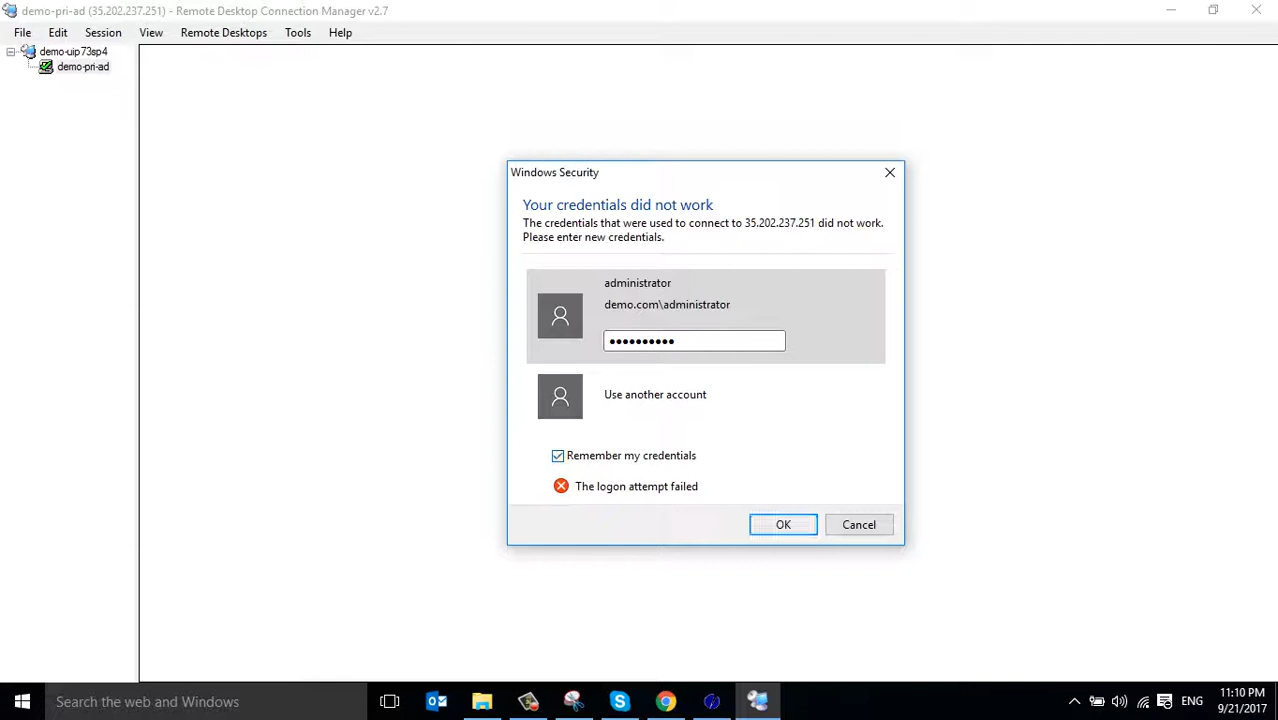 demo-pri-ad (35.202.237.251) - Remote Desktop Connection Manager v2.7
File Edit Session View Remote Desktops Tools Help
demo-uip73sp4
demo-pri-ad
Windows Security
Your credentials did not work
The credentials that were used to connect to 35.202.237.251 did not work.
Please enter new credentials.
administrator
demo.com\administrator
●●●●●●●●●●
Use another account
Remember my credentials
The logon attempt failed
OK Cancel
Search the web and Windows
ENG
11:10 PM
9/21/2017